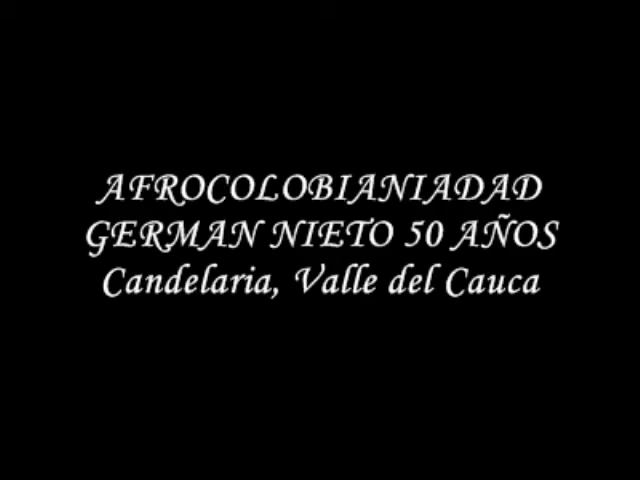 AFROCOLOBIANIADAD
GERMAN NIETO 50 AÑOS
Candelaria, Valle del Cauca